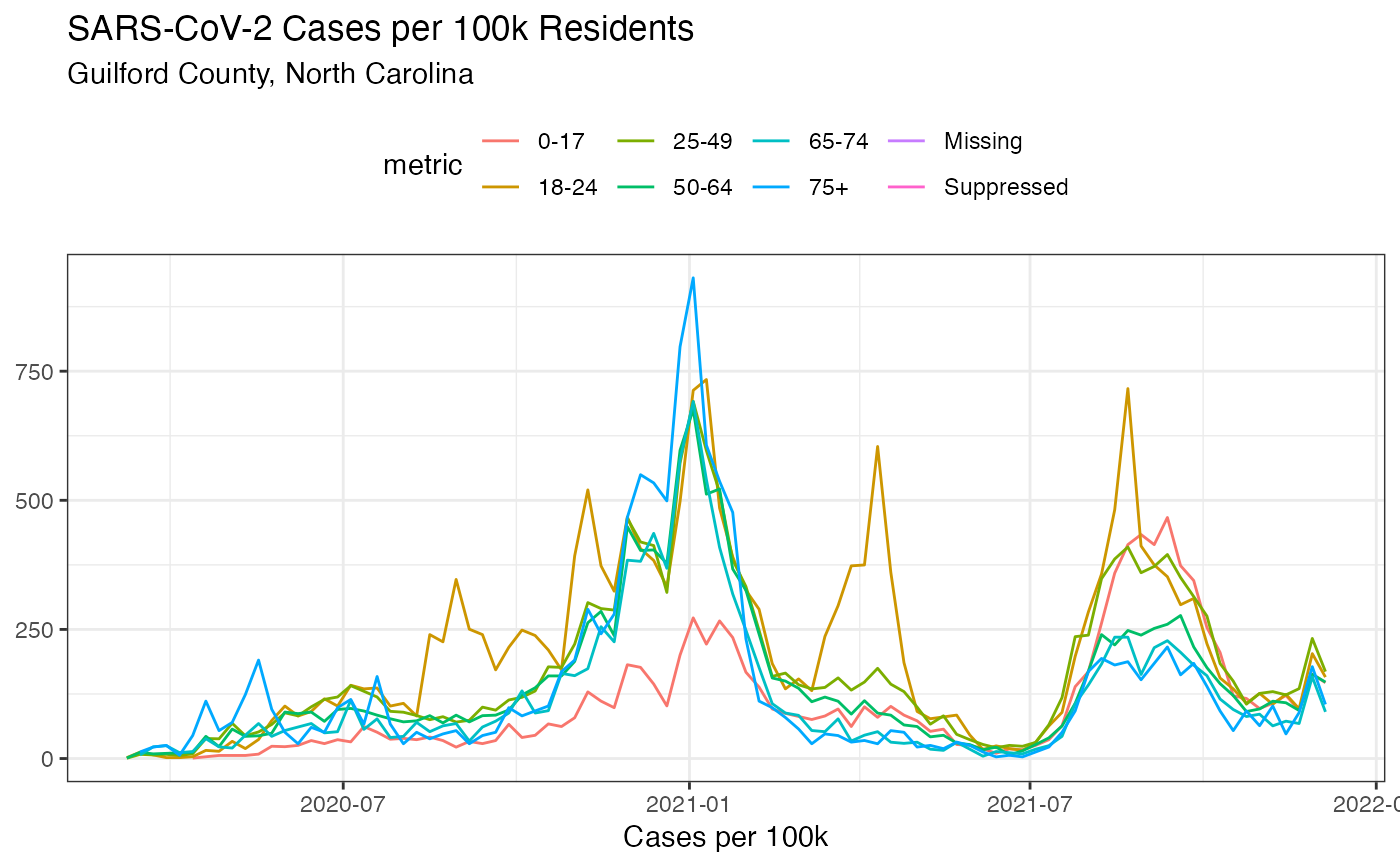 SARS-CoV-2 Cases per 100k Residents
Guilford County, North Carolina
metric
0-17 25-49 65-74 Missing
18-24 50-64 75+ Suppressed
750
500
250
0
2020-07 2021-01 2021-07 2022-0
Cases per 100k